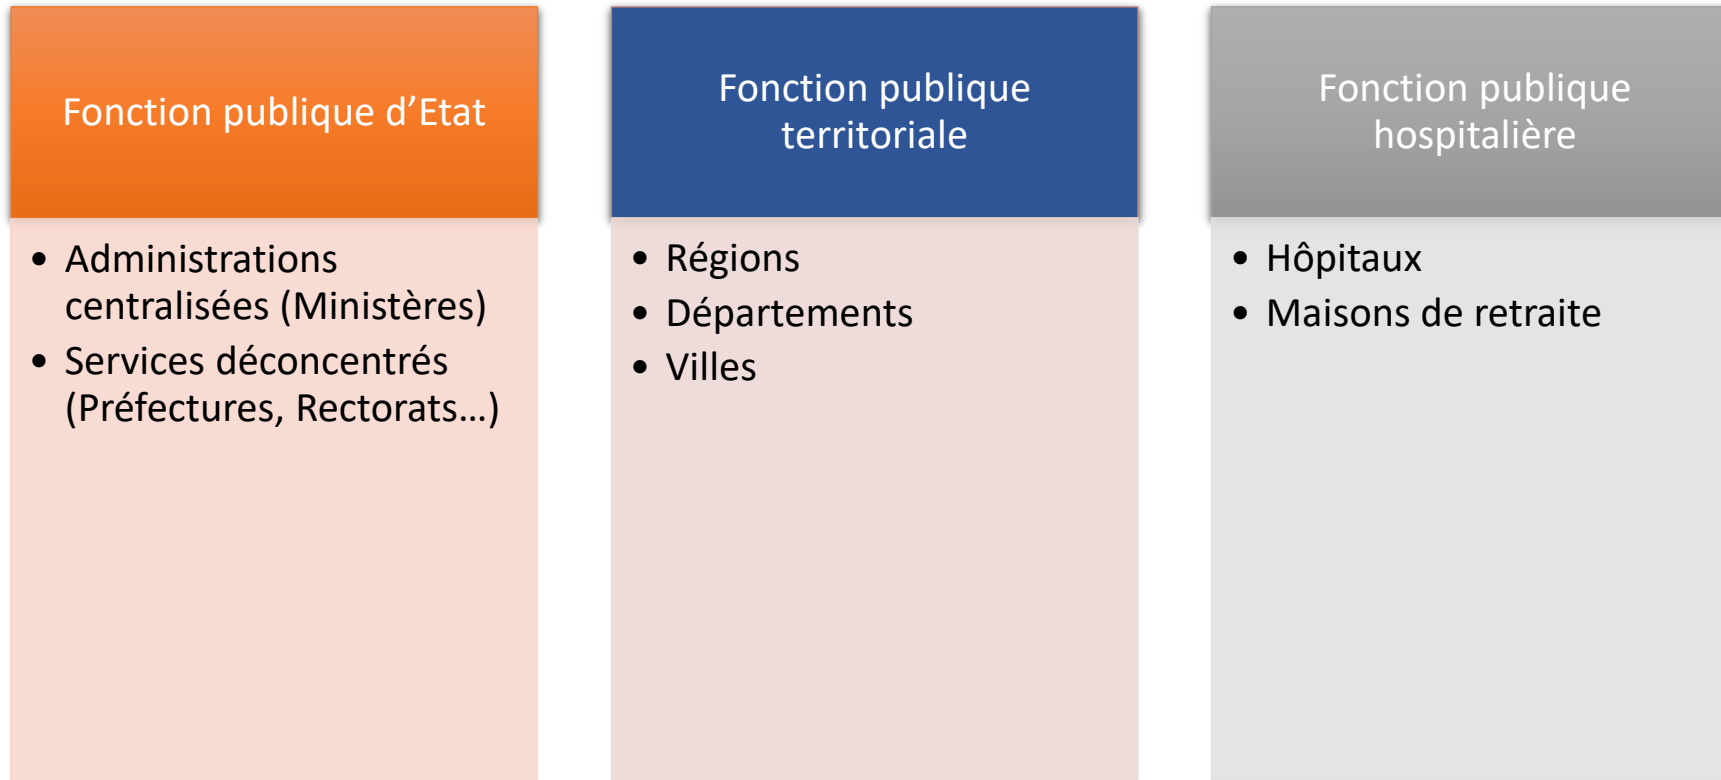 Fonction publique d’Etat
• Administrations
centralisées (Ministères)
• Services déconcentrés
(Préfectures, Rectorats…)
Fonction publique
territoriale
• Régions
• Départements
• Villes
Fonction publique
hospitalière
• Hôpitaux
• Maisons de retraite